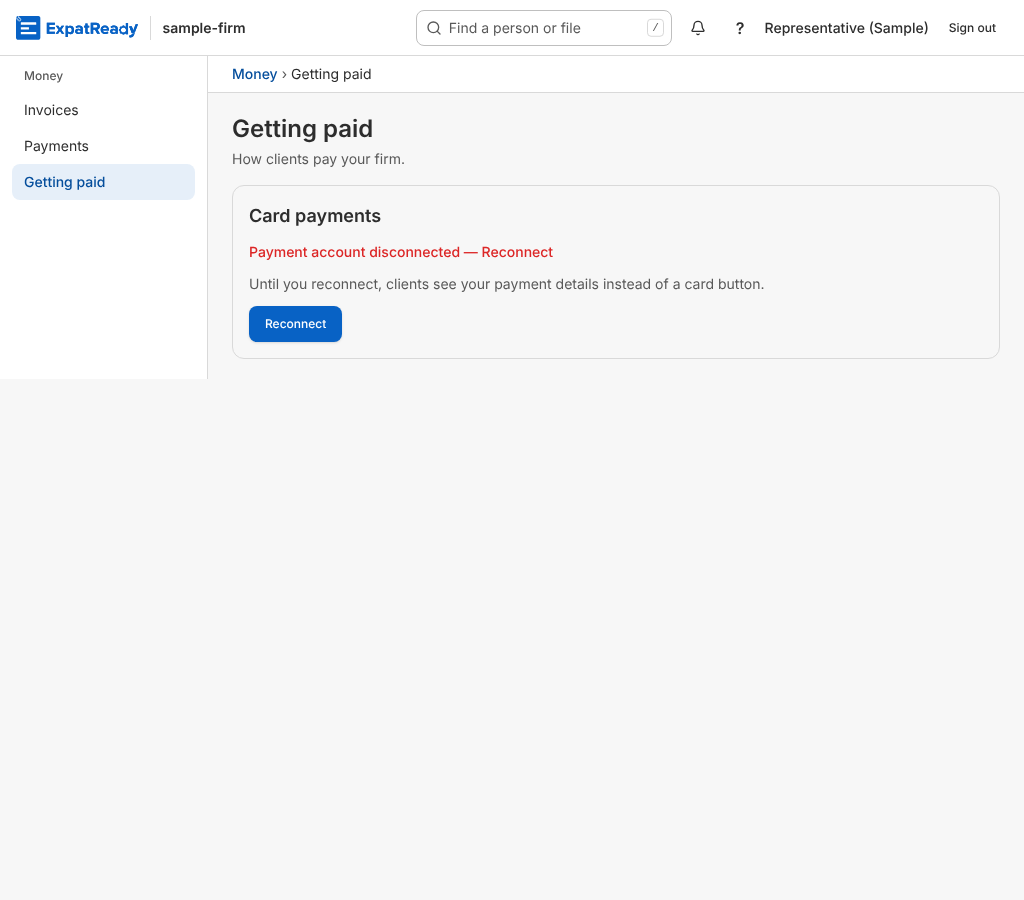 ExpatReady
sample-firm
Find a person or file
/
?
Representative (Sample)
Sign out
Money
Invoices
Payments
Getting paid
Money › Getting paid
Getting paid
How clients pay your firm.
Card payments
Payment account disconnected — Reconnect
Until you reconnect, clients see your payment details instead of a card button.
Reconnect